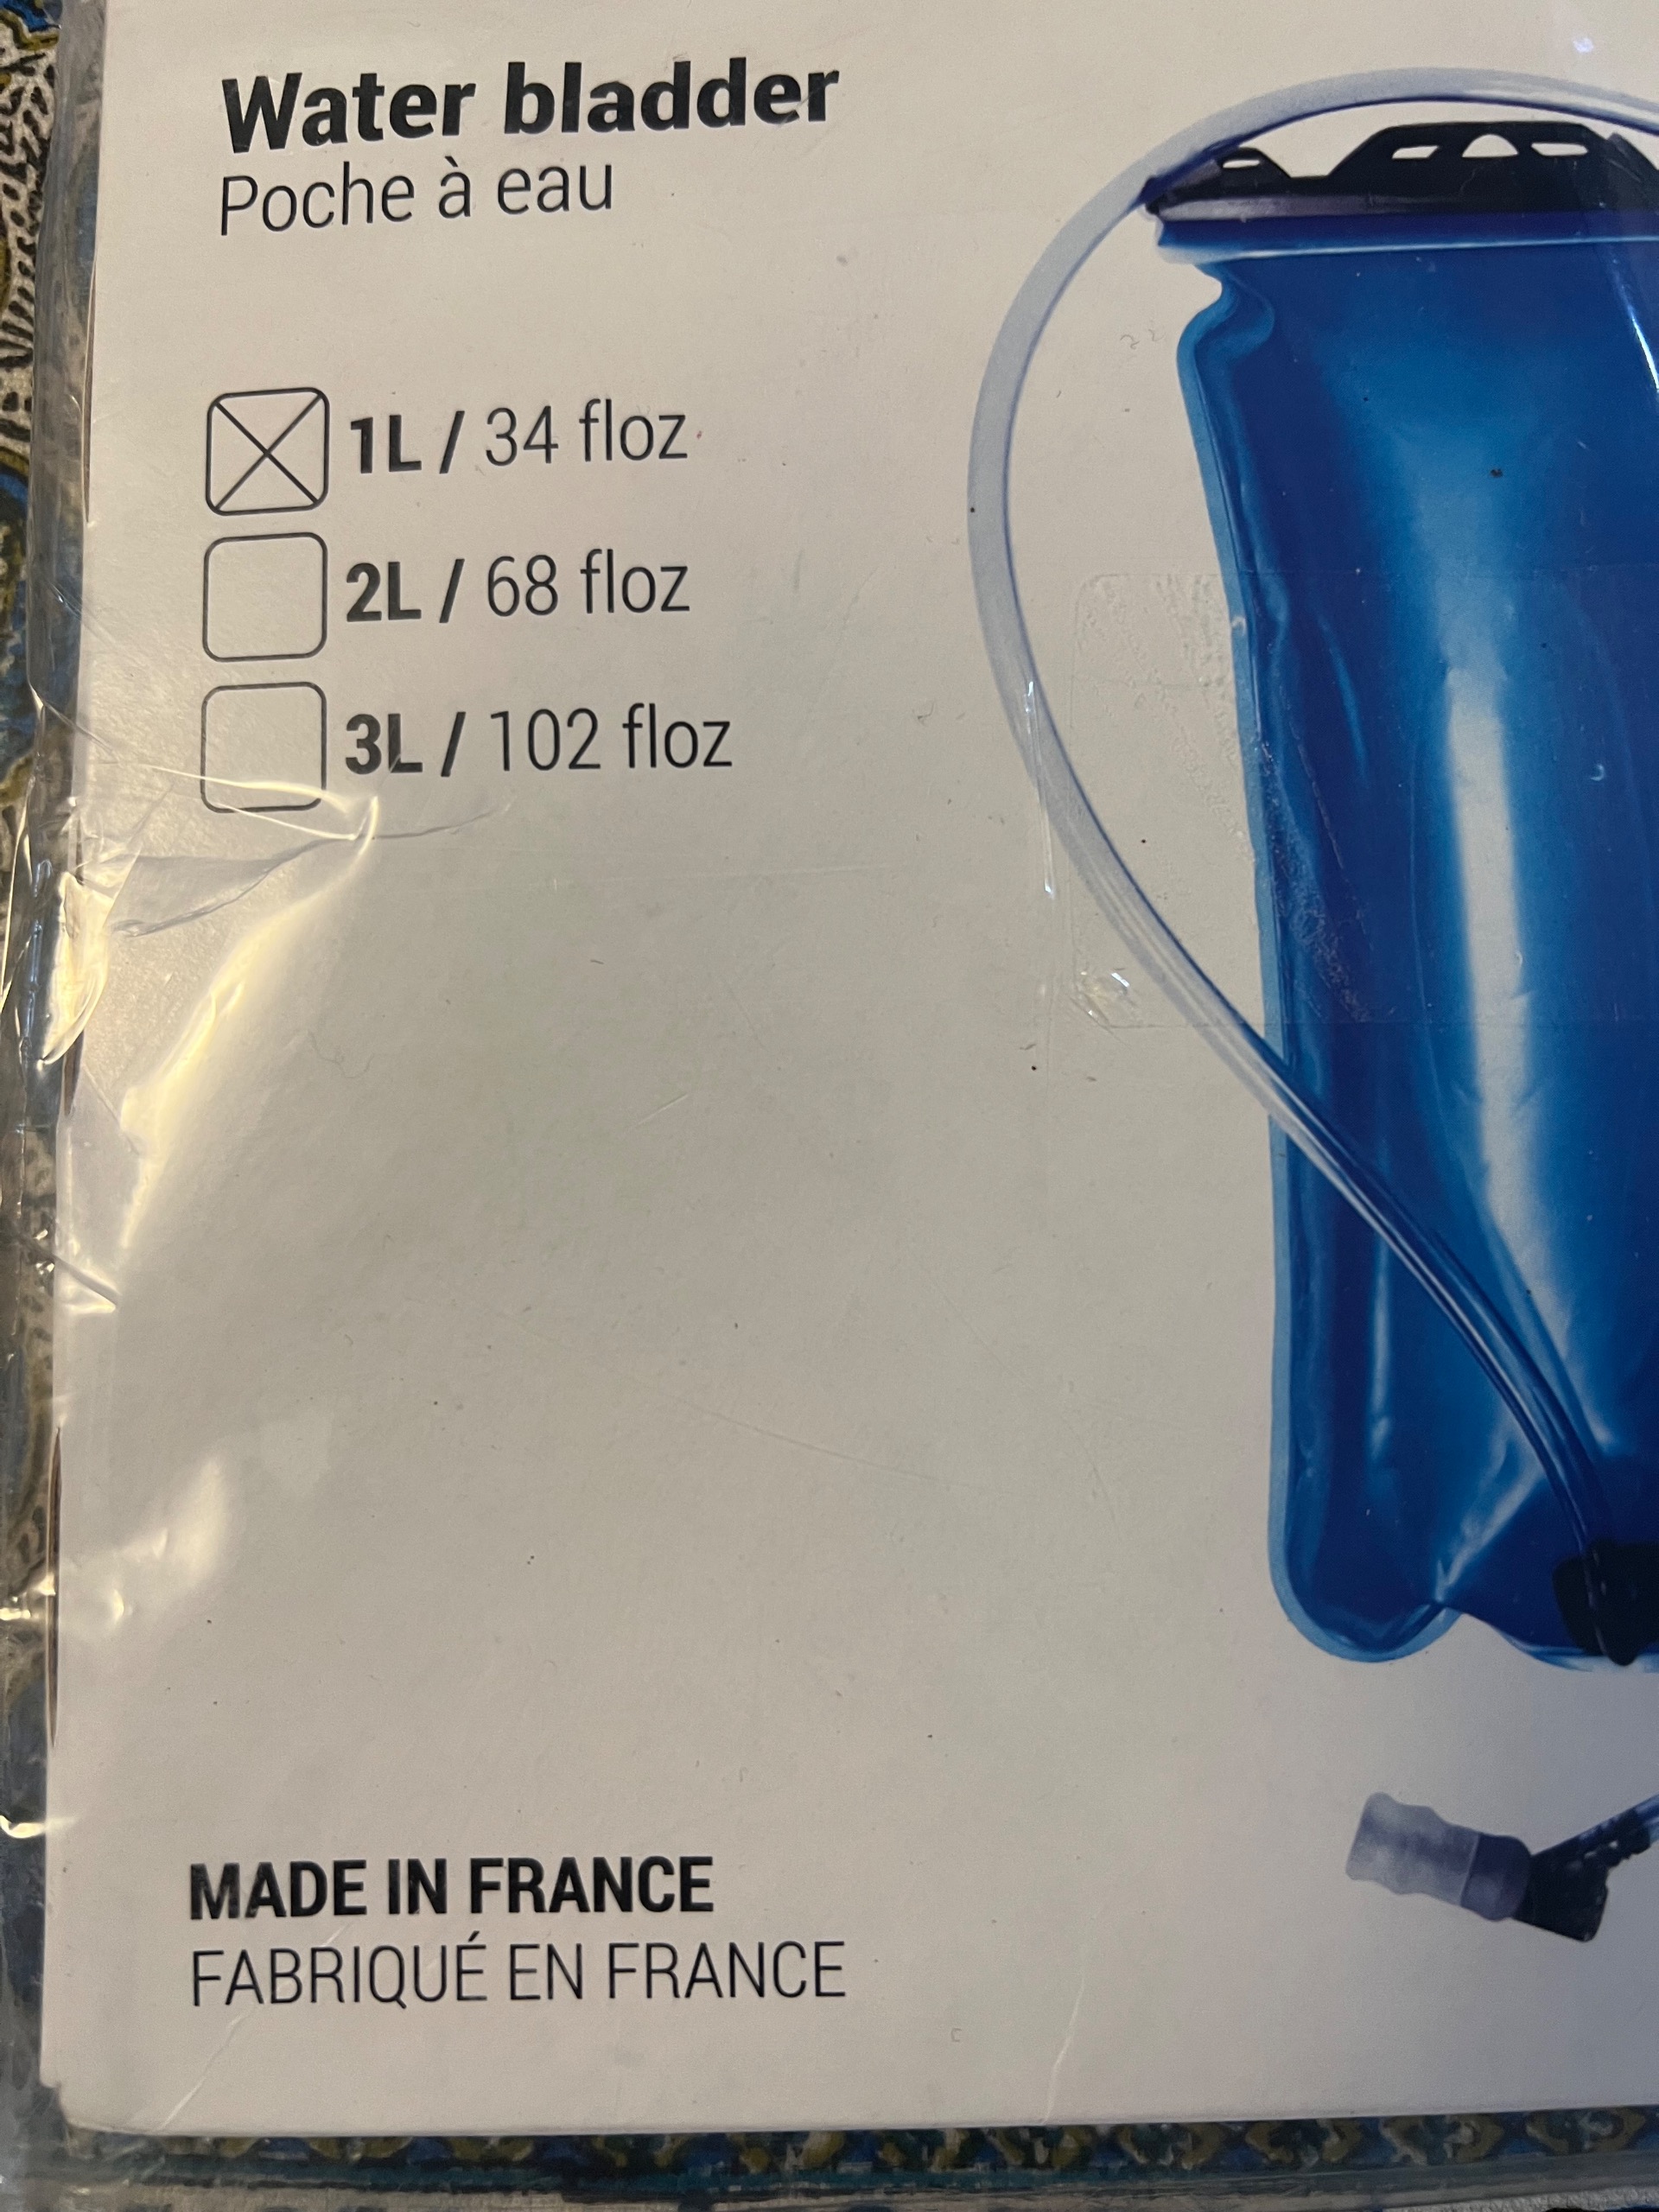 Water bladder
Poche à eau
1L / 34 floz
2L / 68 floz
3L / 102 floz
MADE IN FRANCE
FABRIQUÉ EN FRANCE